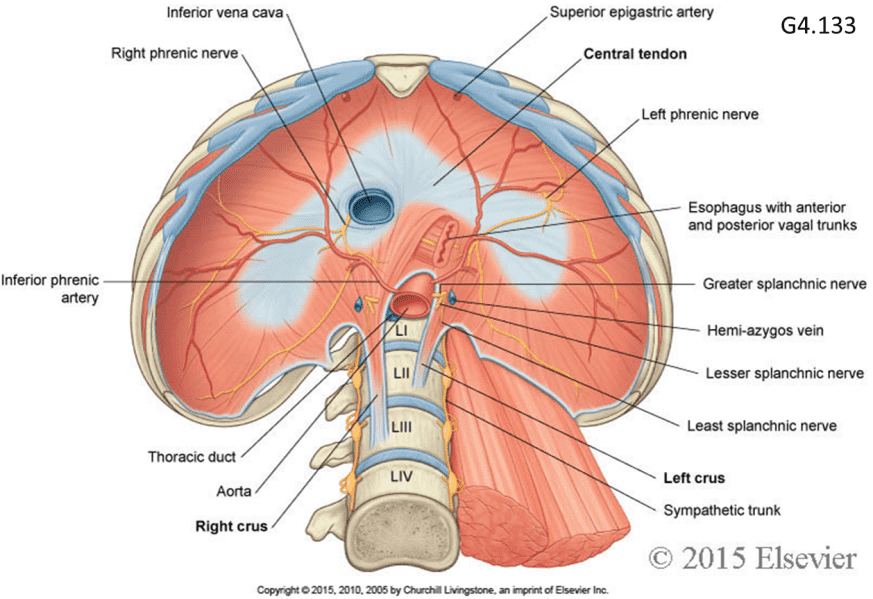 Inferior vena cava
Superior epigastric artery
G4.133
Right phrenic nerve
Central tendon
Left phrenic nerve
Esophagus with anterior
and posterior vagal trunks
Inferior phrenic
artery
Greater splanchnic nerve
Hemi-azygos vein
LI
LII
Lesser splanchnic nerve
LIII
Least splanchnic nerve
Thoracic duct
LIV
Left crus
Aorta
Sympathetic trunk
Right crus
© 2015 Elsevier
Copyright © 2015, 2010, 2005 by Churchill Livingstone, an imprint of Elsevier Inc.